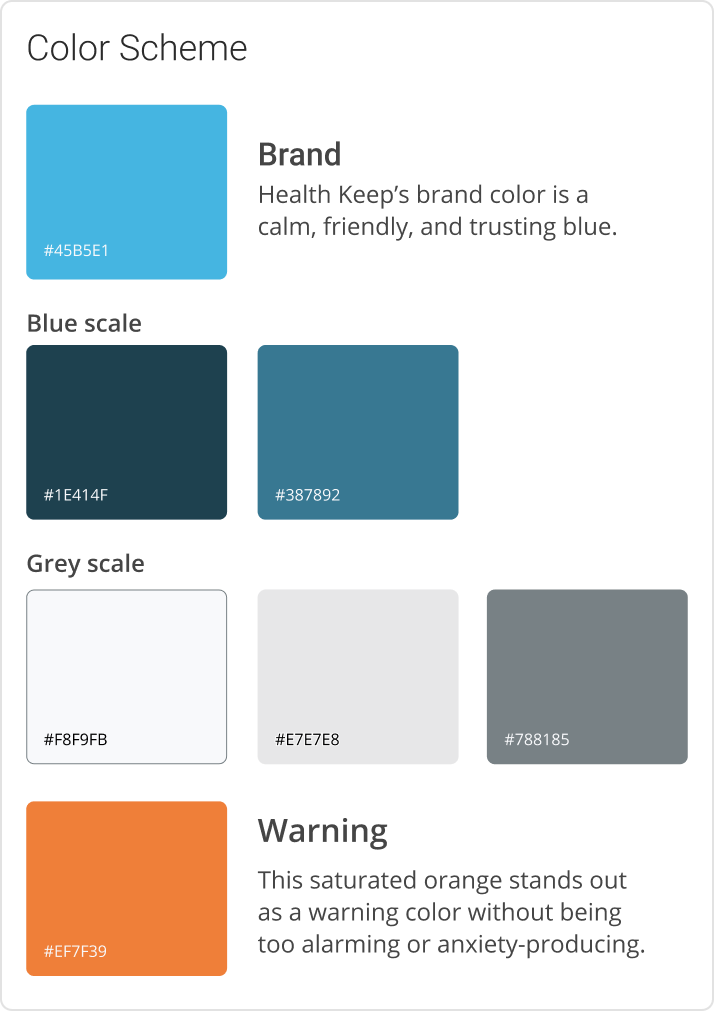 Color Scheme
#45B5E1
Brand
Health Keep’s brand color is a
calm, friendly, and trusting blue.
Blue scale
#1E414F
#387892
Grey scale
#F8F9FB
#E7E7E8
#788185
#EF7F39
Warning
This saturated orange stands out
as a warning color without being
too alarming or anxiety-producing.